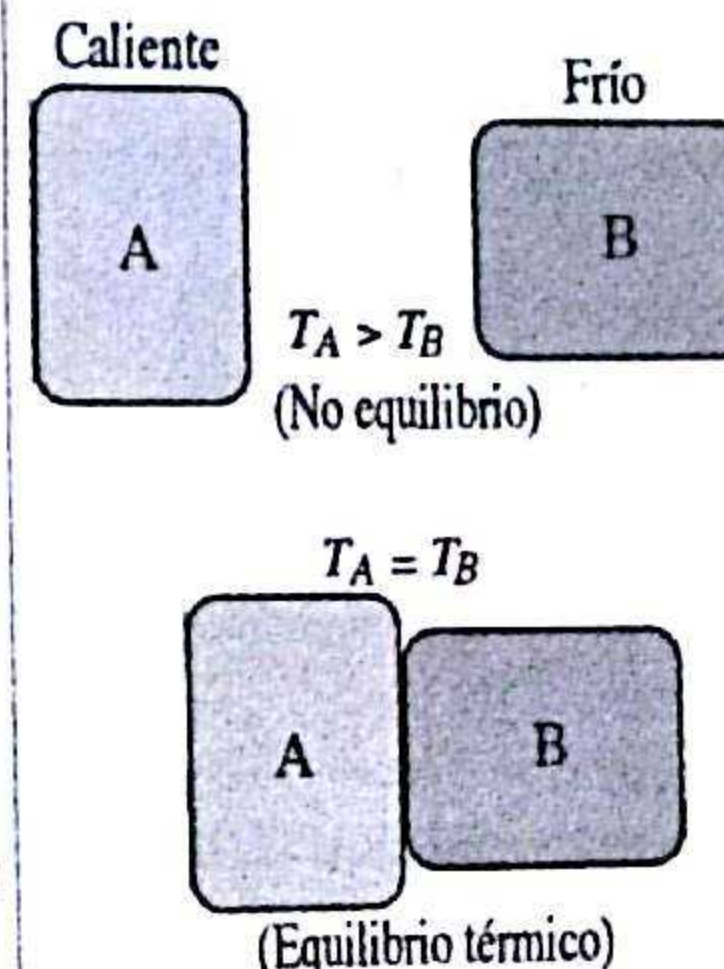 Caliente
Frío
A
B
T_A > T_B
(No equilibrio)
T_A = T_B
A
B
(Equilibrio térmico)